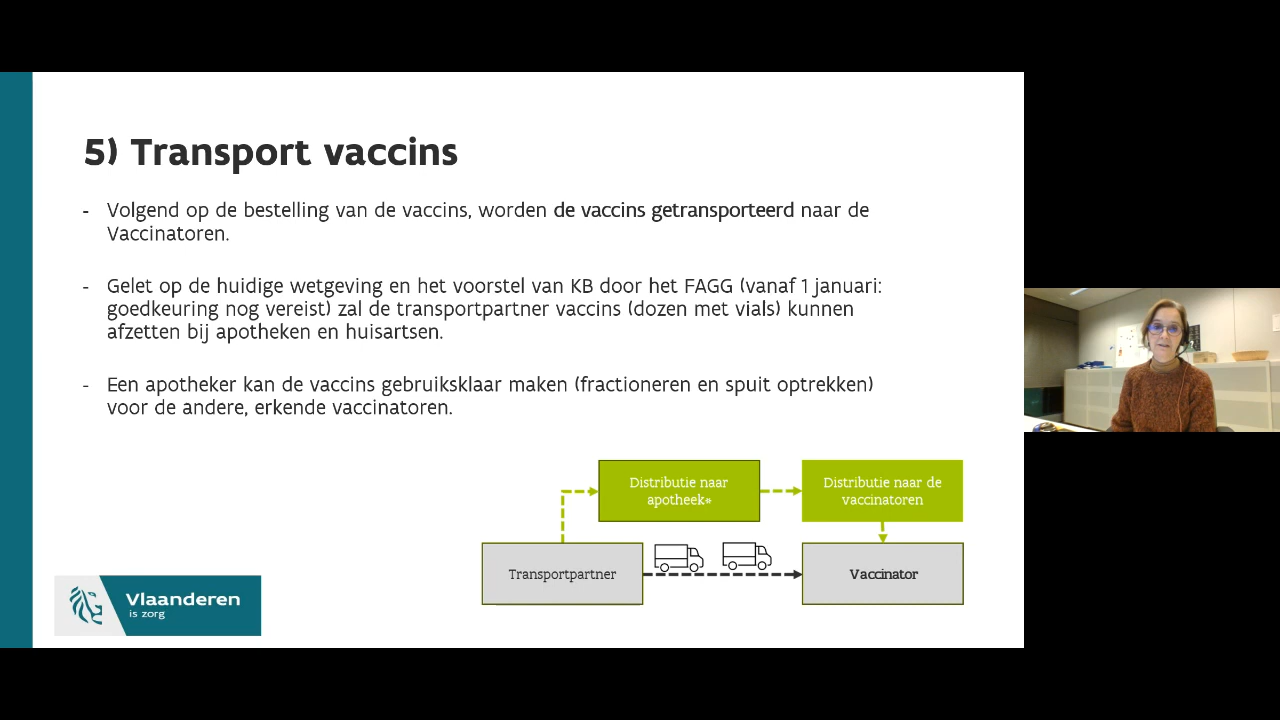 5) Transport vaccins
- Volgend op de bestelling van de vaccins, worden de vaccins getransporteerd naar de
Vaccinatoren.
- Gelet op de huidige wetgeving en het voorstel van KB door het FAGG (vanaf 1 januari:
goedkeuring nog vereist) zal de transportpartner vaccins (dozen met vials) kunnen
afzetten bij apotheken en huisartsen.
- Een apotheker kan de vaccins gebruiksklaar maken (fractioneren en spuit optrekken)
voor de andere, erkende vaccinatoren.
Distributie naar
apotheek*
Distributie naar de
vaccinatoren
Transportpartner
Vaccinator
Vlaanderen
is zorg